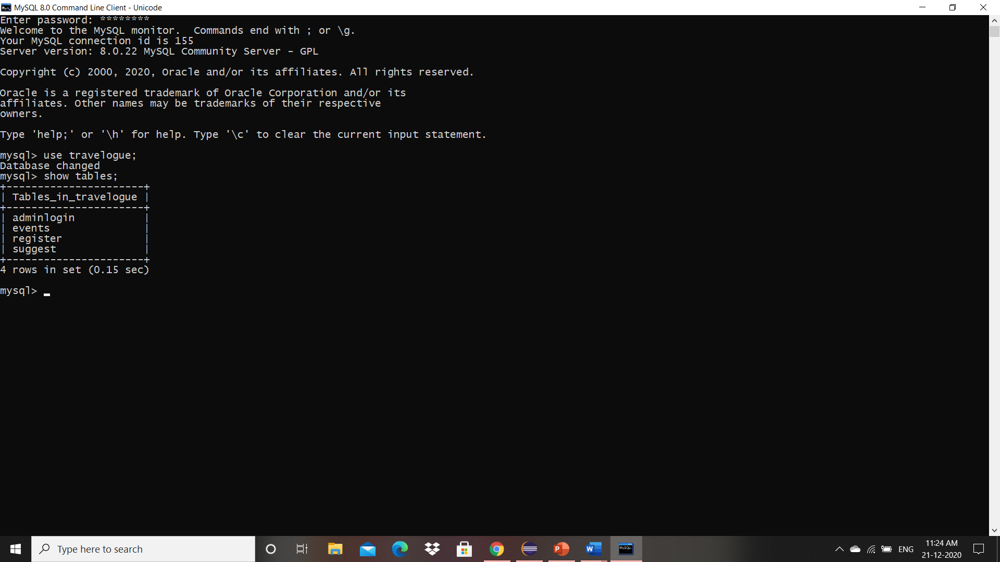 MySQL 8.0 Command Line Client - Unicode
Enter password: ********
Welcome to the MySQL monitor.  Commands end with ; or \g.
Your MySQL connection id is 155
Server version: 8.0.22 MySQL Community Server - GPL
Copyright (c) 2000, 2020, Oracle and/or its affiliates. All rights reserved.
Oracle is a registered trademark of Oracle Corporation and/or its
affiliates. Other names may be trademarks of their respective
owners.
Type 'help;' or '\h' for help. Type '\c' to clear the current input statement.
mysql> use travelogue;
Database changed
mysql> show tables;
+----------------------+
| Tables_in_travelogue |
+----------------------+
| adminlogin           |
| events               |
| register             |
| suggest              |
+----------------------+
4 rows in set (0.15 sec)
mysql>
Type here to search
ENG
11:24 AM
21-12-2020